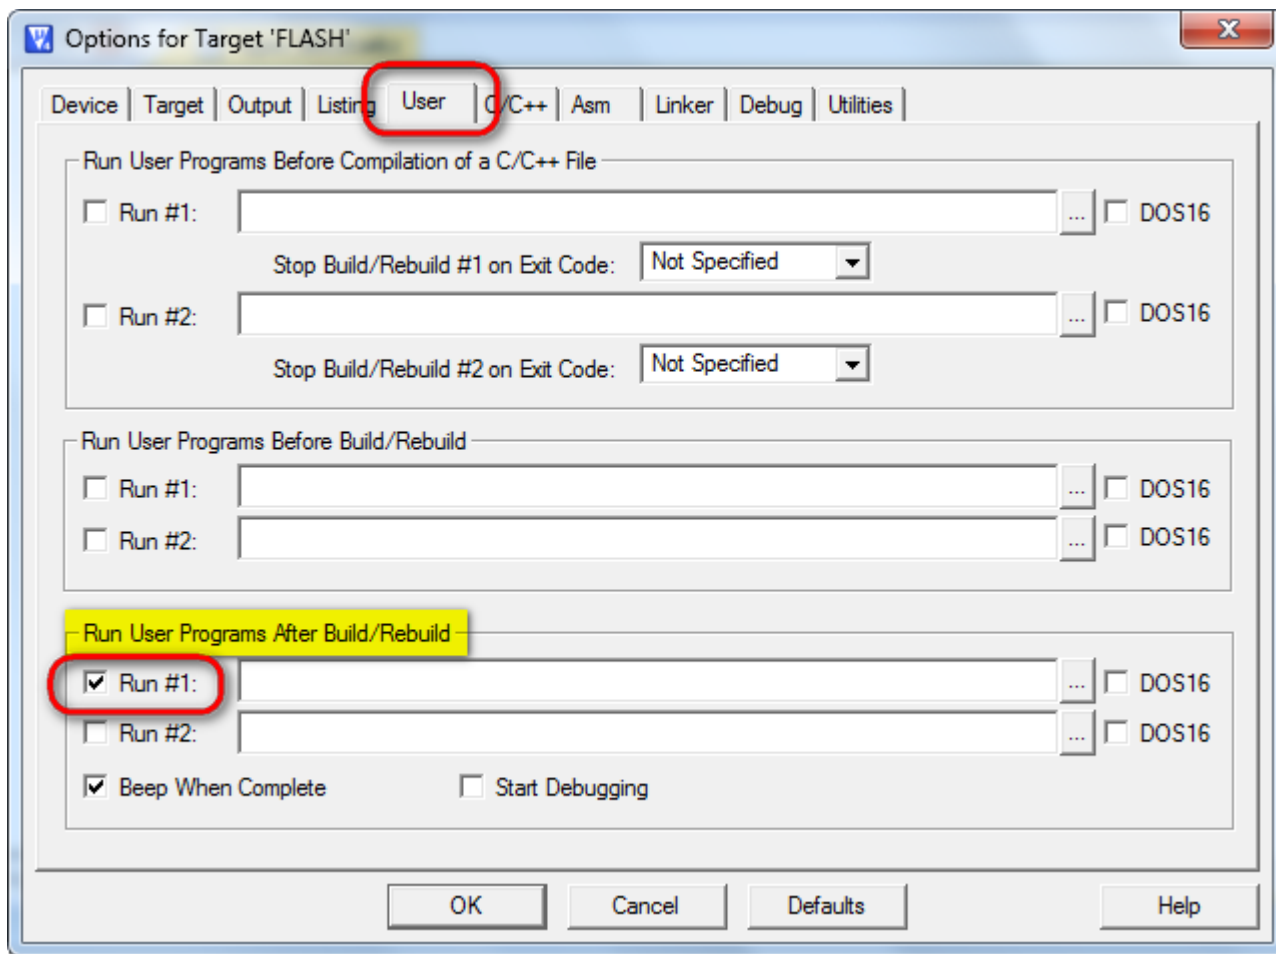 Options for Target 'FLASH'
Device Target Output Listing User C/C++ Asm Linker Debug Utilities
Run User Programs Before Compilation of a C/C++ File
Run #1: ... DOS16
Stop Build/Rebuild #1 on Exit Code: Not Specified
Run #2: ... DOS16
Stop Build/Rebuild #2 on Exit Code: Not Specified
Run User Programs Before Build/Rebuild
Run #1: ... DOS16
Run #2: ... DOS16
Run User Programs After Build/Rebuild
Run #1: ... DOS16
Run #2: ... DOS16
Beep When Complete Start Debugging
OK Cancel Defaults Help